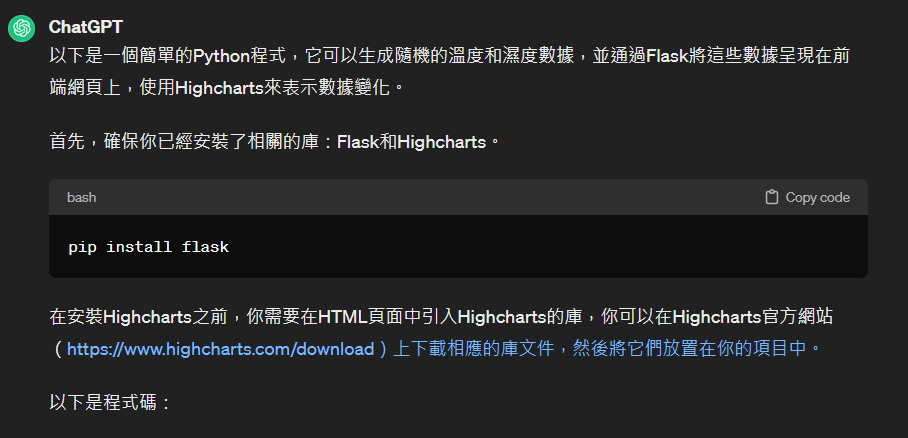 ChatGPT
以下是一個簡單的Python程式，它可以生成隨機的溫度和濕度數據，並通過Flask將這些數據呈現在前
端網頁上，使用Highcharts來表示數據變化。
首先，確保你已經安裝了相關的庫：Flask和Highcharts。
bash
Copy code
pip install flask
在安裝Highcharts之前，你需要在HTML頁面中引入Highcharts的庫，你可以在Highcharts官方網站
（https://www.highcharts.com/download）上下載相應的庫文件，然後將它們放置在你的項目中。
以下是程式碼：